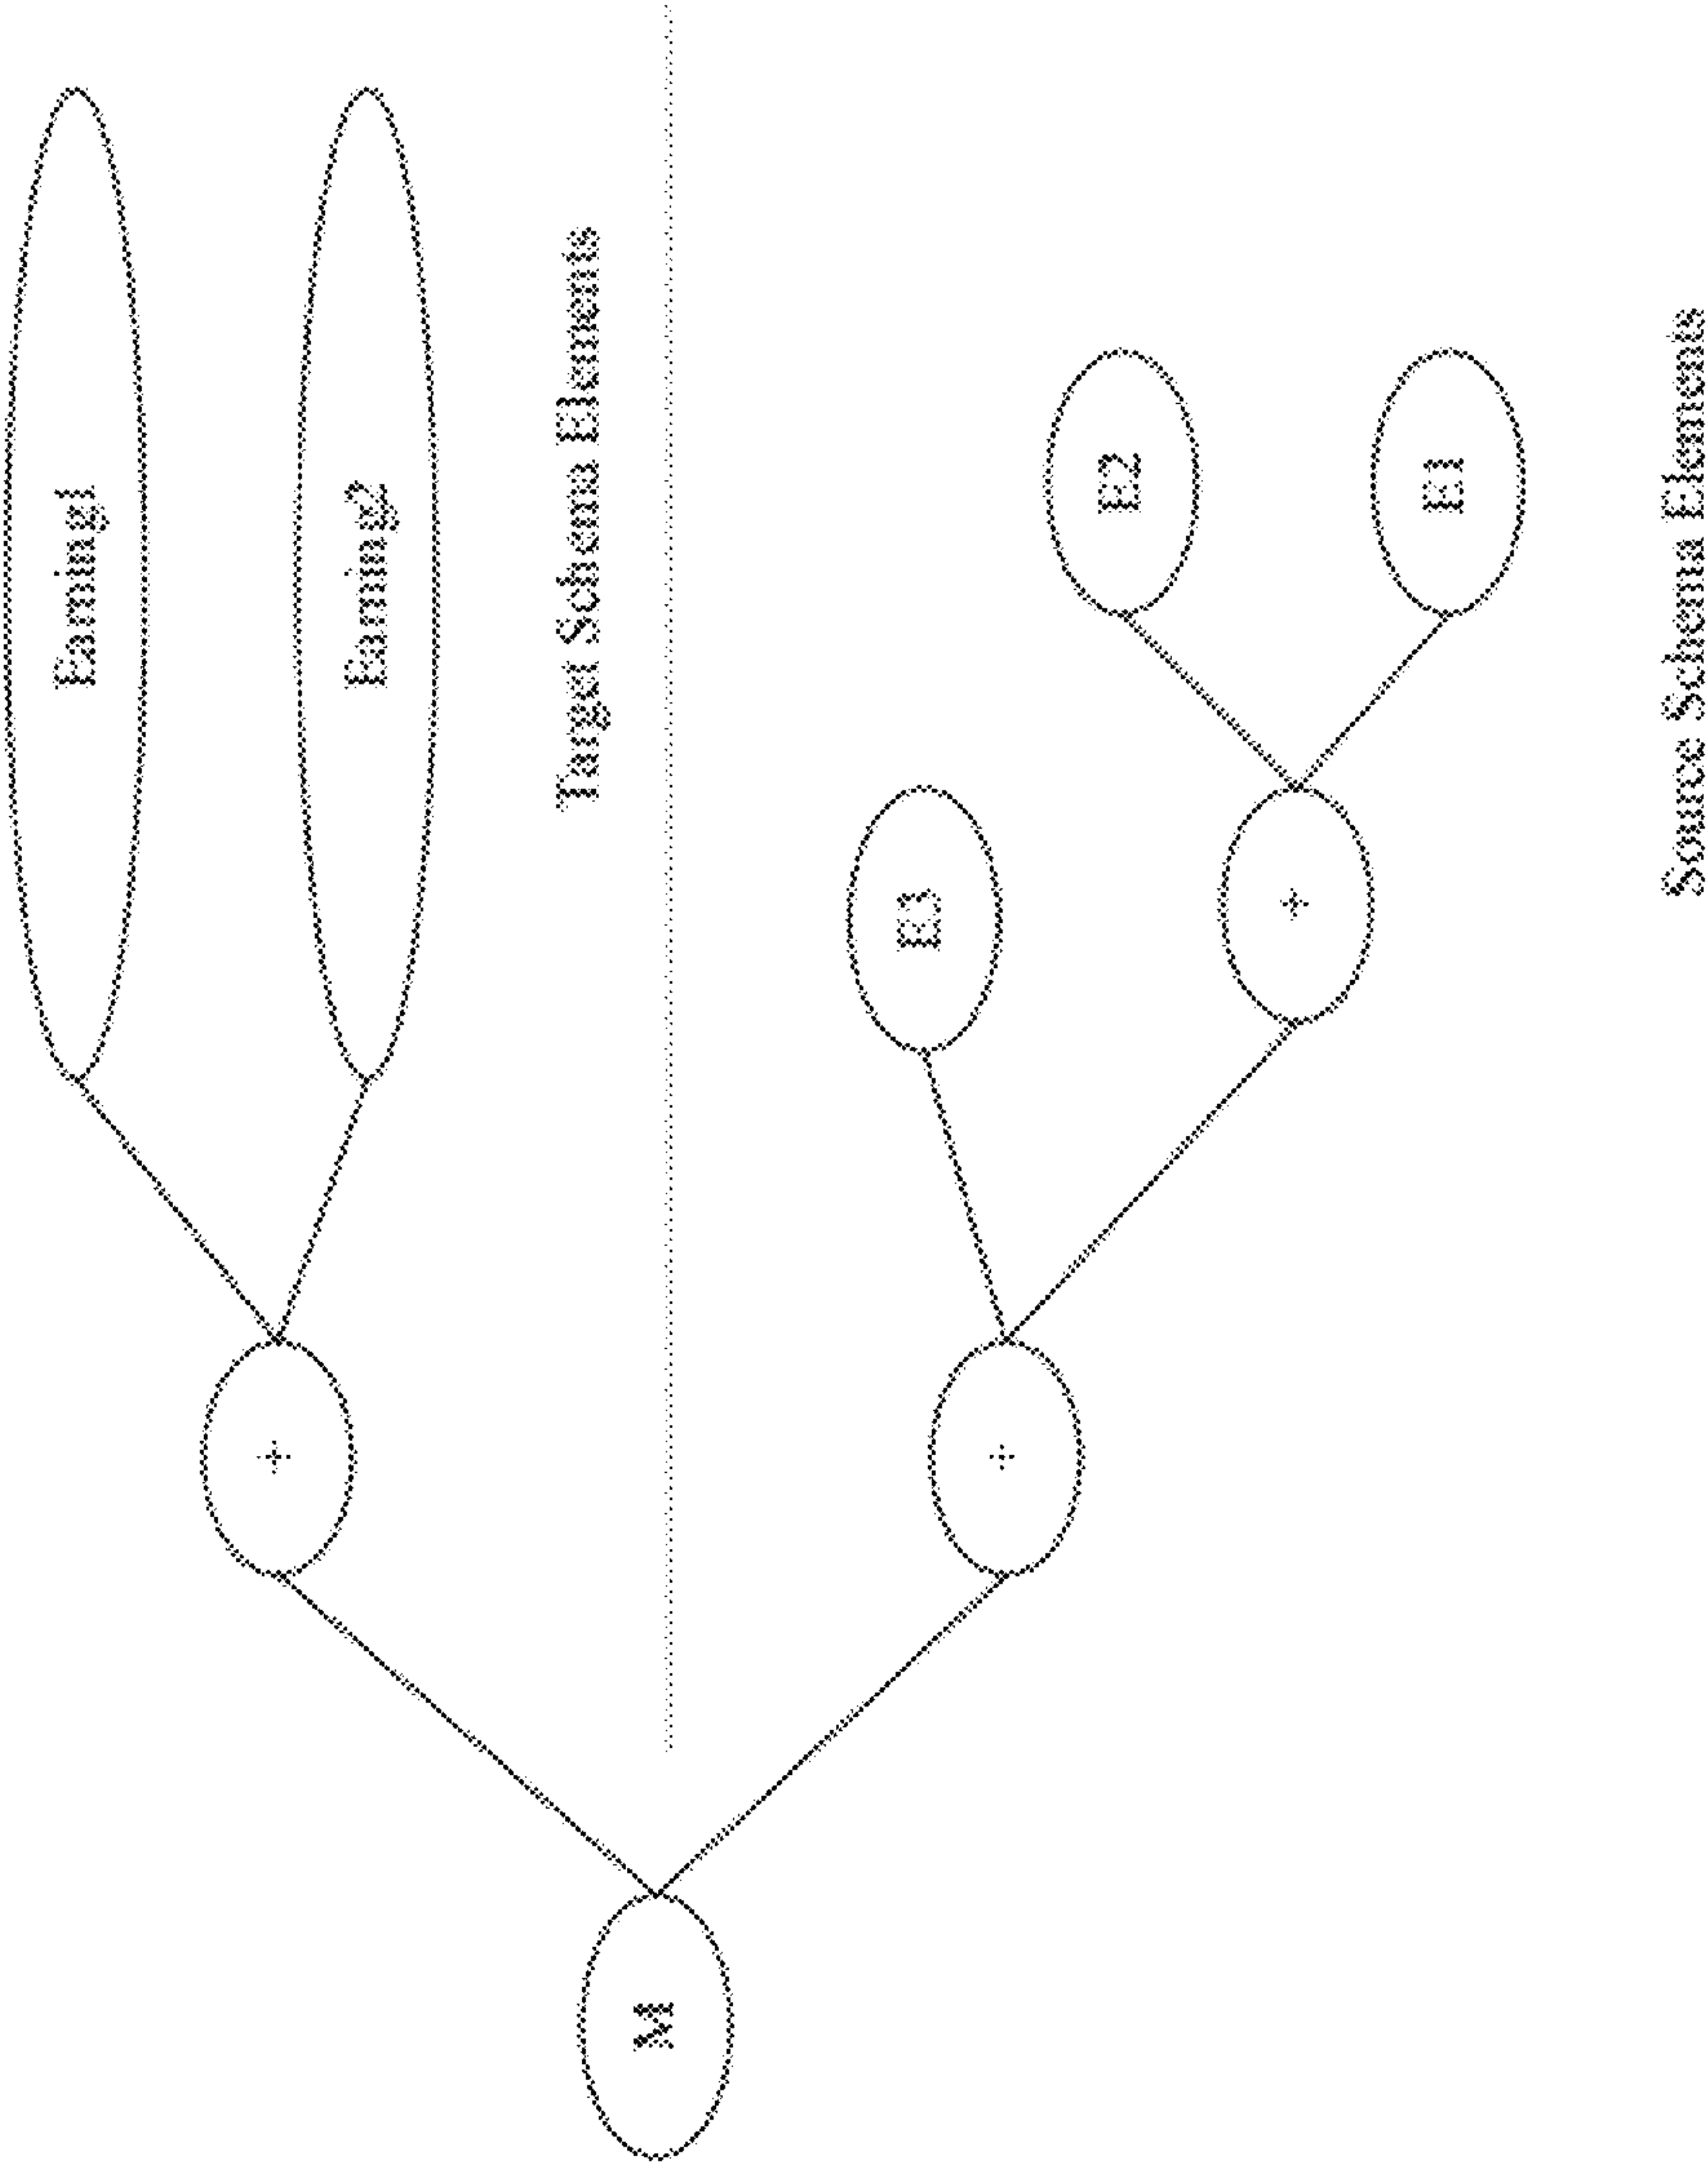 Earning1
+
Earning2
Target Schema Elements
M
E3
+
E2
+
E1
Source Schema Elements